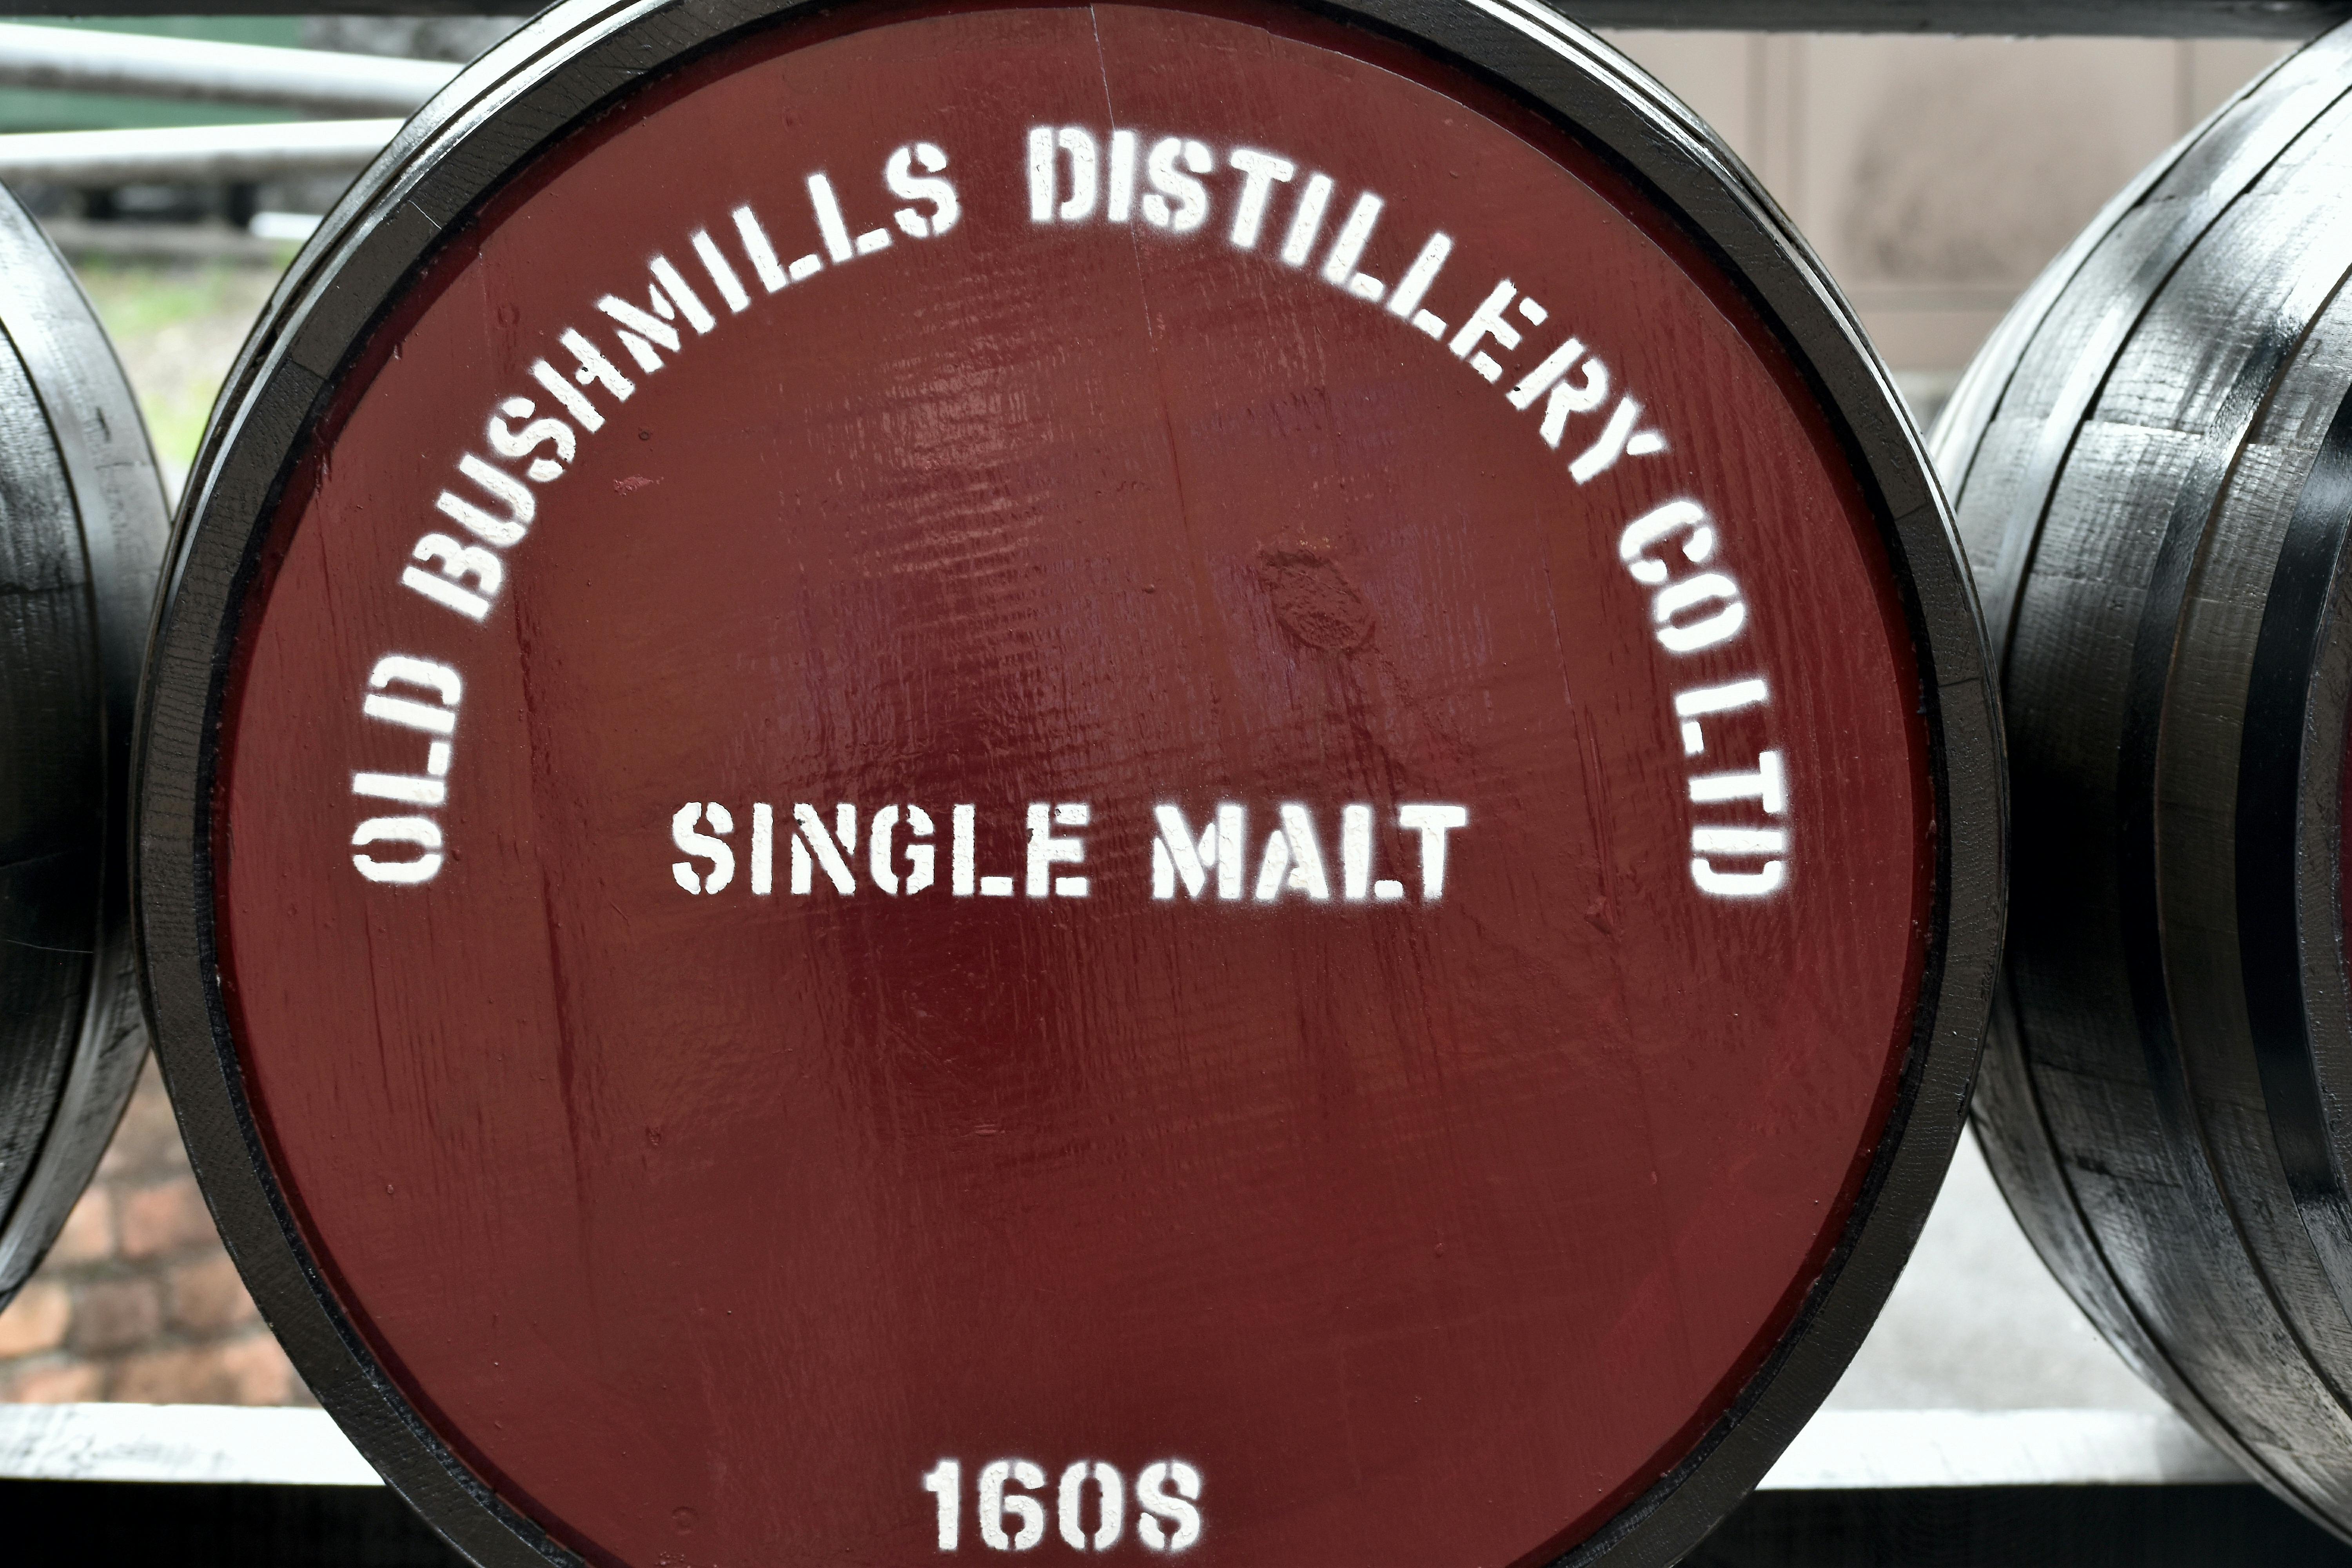 OLD BUSHMILLS DISTILLERY CO LTD
SINGLE MALT
1608